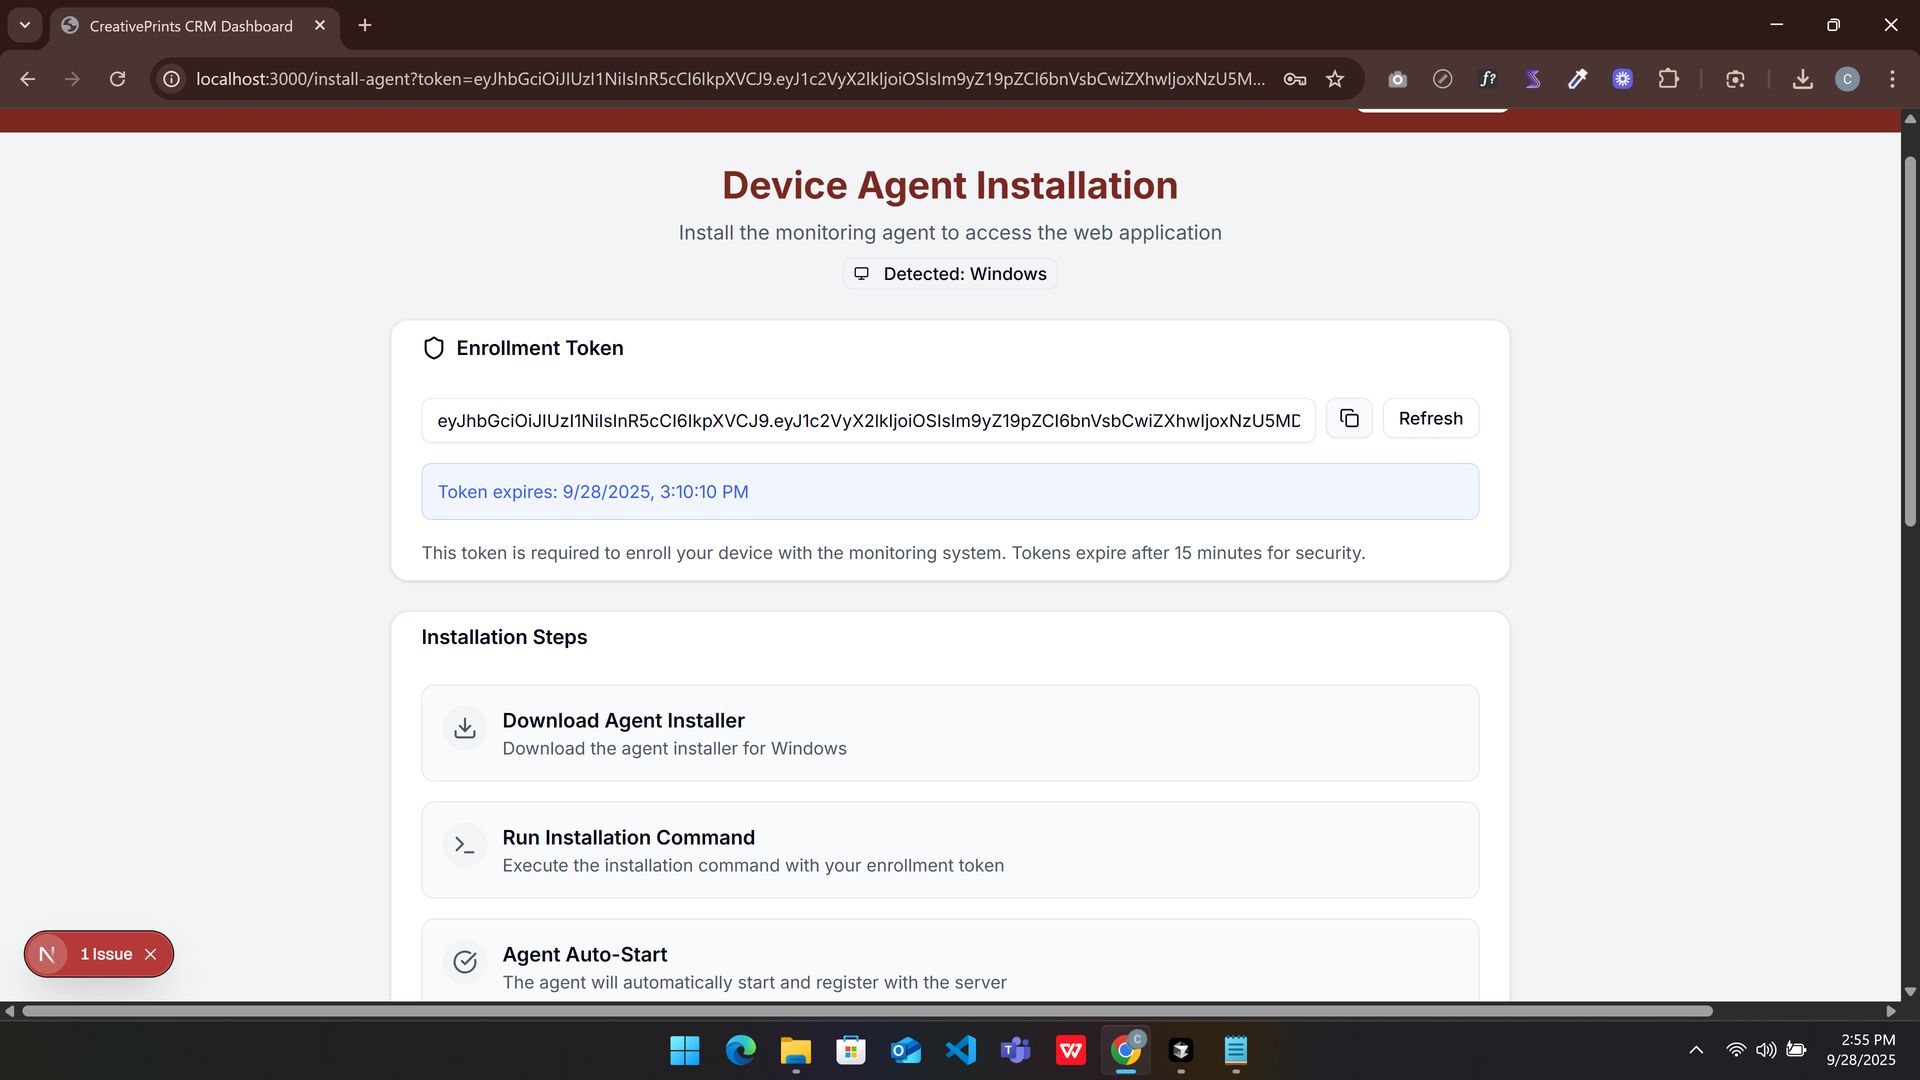 CreativePrints CRM Dashboard
localhost:3000/install-agent?token=eyJhbGciOiJIUzI1NiIsInR5cCI6IkpXVCJ9.eyJ1c2VyX2lkIjoiOSIsIm9yZ19pZCI6bnVsbCwiZXhwIjoxNzU5M...
f?
C
Device Agent Installation
Install the monitoring agent to access the web application
Detected: Windows
Enrollment Token
eyJhbGciOiJIUzI1NiIsInR5cCI6IkpXVCJ9.eyJ1c2VyX2lkIjoiOSIsIm9yZ19pZCI6bnVsbCwiZXhwIjoxNzU5MD
Refresh
Token expires: 9/28/2025, 3:10:10 PM
This token is required to enroll your device with the monitoring system. Tokens expire after 15 minutes for security.
Installation Steps
Download Agent Installer
Download the agent installer for Windows
Run Installation Command
Execute the installation command with your enrollment token
Agent Auto-Start
The agent will automatically start and register with the server
N 1 Issue
2:55 PM
9/28/2025